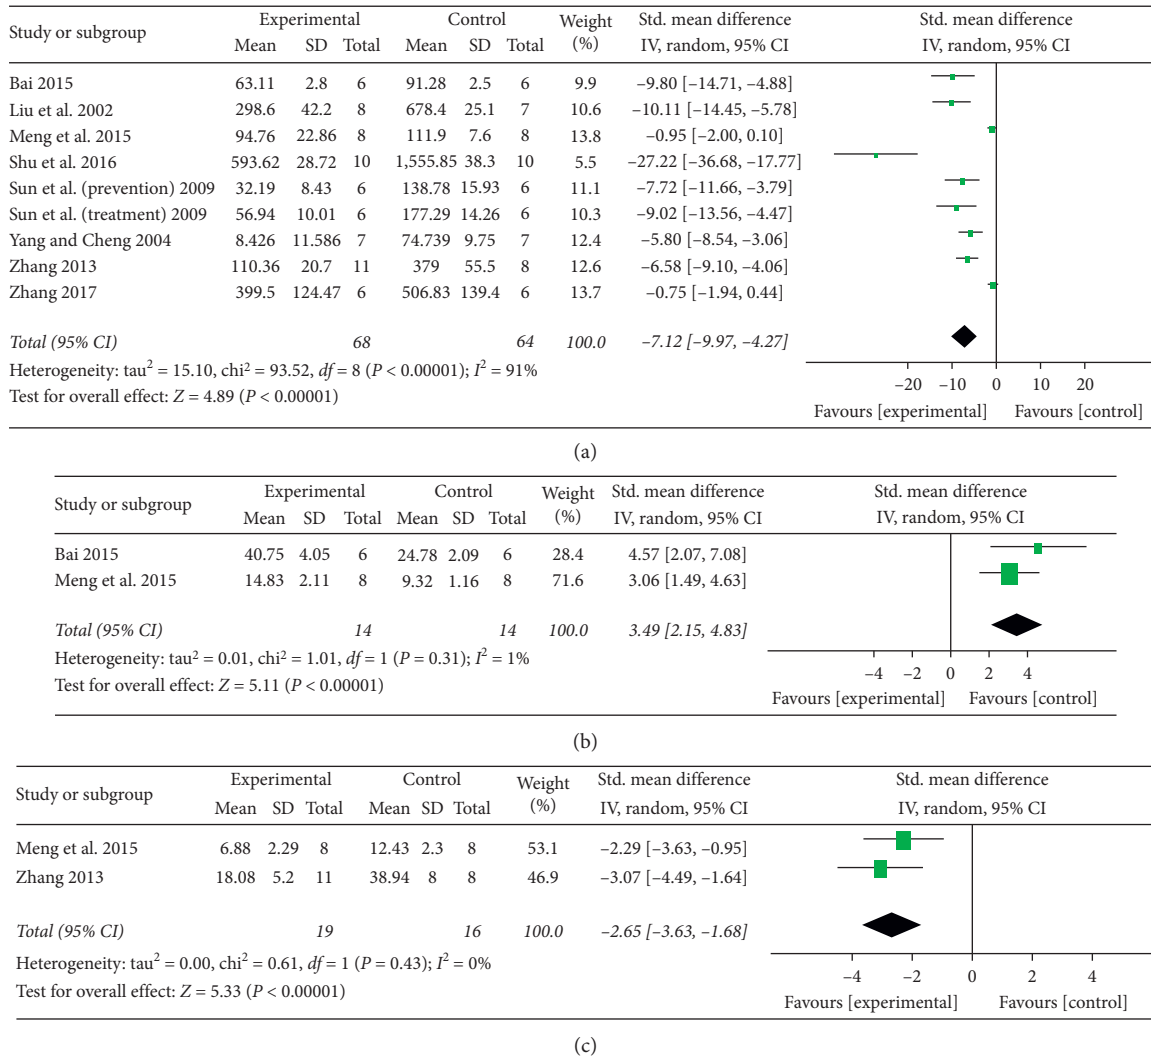 Study or subgroup Experimental Control Weight (%) Std. mean difference Std. mean difference
Mean SD Total Mean SD Total IV, random, 95% CI IV, random, 95% CI
Bai 2015 63.11 2.8 6 91.28 2.5 6 9.9 −9.80 [−14.71, −4.88]
Liu et al. 2002 298.6 42.2 8 678.4 25.1 7 10.6 −10.11 [−14.45, −5.78]
Meng et al. 2015 94.76 22.86 8 111.9 7.6 8 13.8 −0.95 [−2.00, 0.10]
Shu et al. 2016 593.62 28.72 10 1,555.85 38.3 10 5.5 −27.22 [−36.68, −17.77]
Sun et al. (prevention) 2009 32.19 8.43 6 138.78 15.93 6 11.1 −7.72 [−11.66, −3.79]
Sun et al. (treatment) 2009 56.94 10.01 6 177.29 14.26 6 10.3 −9.02 [−13.56, −4.47]
Yang and Cheng 2004 8.426 11.586 7 74.739 9.75 7 12.4 −5.80 [−8.54, −3.06]
Zhang 2013 110.36 20.7 11 379 55.5 8 12.6 −6.58 [−9.10, −4.06]
Zhang 2017 399.5 124.47 6 506.83 139.4 6 13.7 −0.75 [−1.94, 0.44]
Total (95% CI) 68 64 100.0 −7.12 [−9.97, −4.27]
Heterogeneity: tau² = 15.10, chi² = 93.52, df = 8 (P < 0.00001); I² = 91%
Test for overall effect: Z = 4.89 (P < 0.00001)
−20 −10 0 10 20
Favours [experimental] Favours [control]
(a)
Study or subgroup Experimental Control Weight (%) Std. mean difference Std. mean difference
Mean SD Total Mean SD Total IV, random, 95% CI IV, random, 95% CI
Bai 2015 40.75 4.05 6 24.78 2.09 6 28.4 4.57 [2.07, 7.08]
Meng et al. 2015 14.83 2.11 8 9.32 1.16 8 71.6 3.06 [1.49, 4.63]
Total (95% CI) 14 14 100.0 3.49 [2.15, 4.83]
Heterogeneity: tau² = 0.01, chi² = 1.01, df = 1 (P = 0.31); I² = 1%
Test for overall effect: Z = 5.11 (P < 0.00001)
−4 −2 0 2 4
Favours [experimental] Favours [control]
(b)
Study or subgroup Experimental Control Weight (%) Std. mean difference Std. mean difference
Mean SD Total Mean SD Total IV, random, 95% CI IV, random, 95% CI
Meng et al. 2015 6.88 2.29 8 12.43 2.3 8 53.1 −2.29 [−3.63, −0.95]
Zhang 2013 18.08 5.2 11 38.94 8 8 46.9 −3.07 [−4.49, −1.64]
Total (95% CI) 19 16 100.0 −2.65 [−3.63, −1.68]
Heterogeneity: tau² = 0.00, chi² = 0.61, df = 1 (P = 0.43); I² = 0%
Test for overall effect: Z = 5.33 (P < 0.00001)
−4 −2 0 2 4
Favours [experimental] Favours [control]
(c)